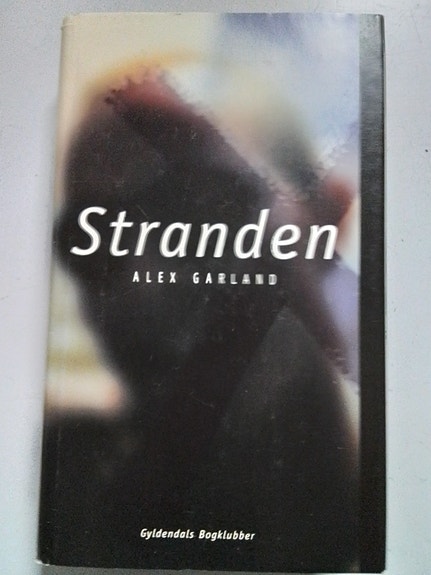 Stranden
ALEX GARLAND
Gyldendals Bogklubber